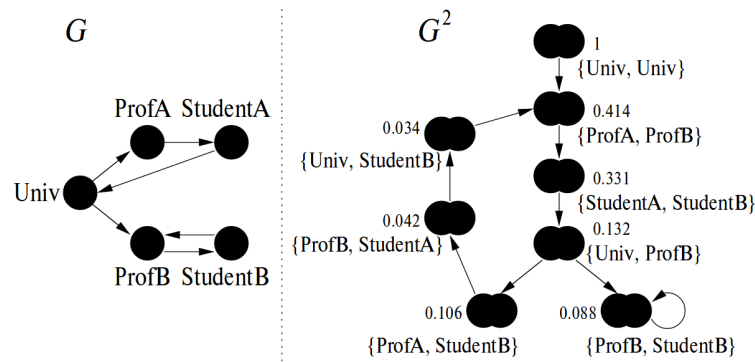 G
ProfA StudentA
Univ
ProfB StudentB
G²
1
{Univ, Univ}
0.414
{ProfA, ProfB}
0.034
{Univ, StudentB}
0.331
{StudentA, StudentB}
0.042
{ProfB, StudentA}
0.132
{Univ, ProfB}
0.106
{ProfA, StudentB}
0.088
{ProfB, StudentB}